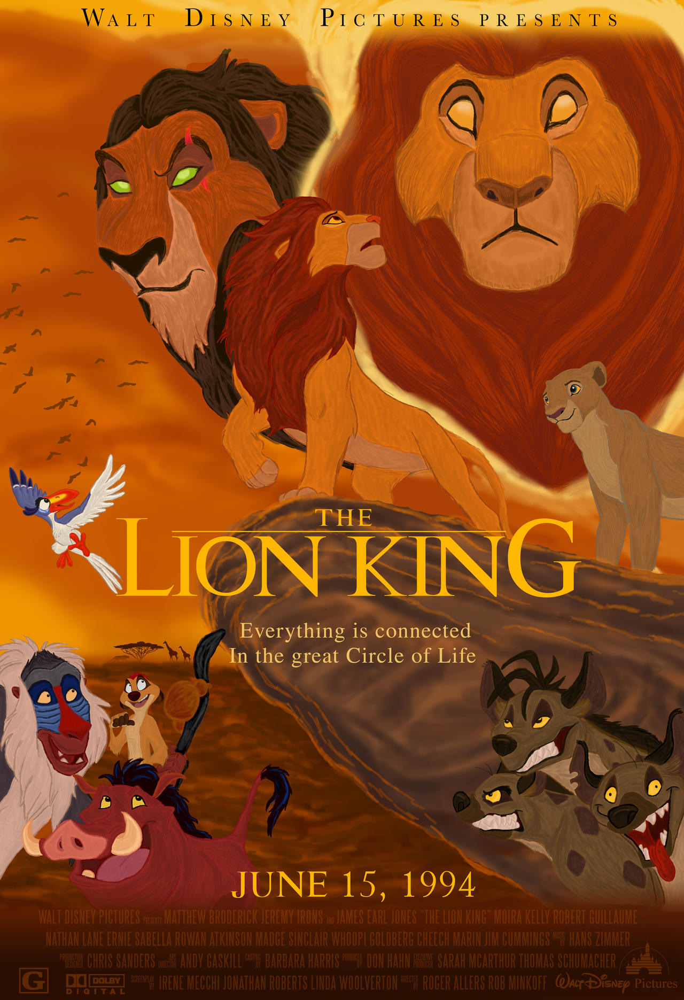 WALT DISNEY PICTURES PRESENTS
THE
LION KING
Everything is connected
In the great Circle of Life
JUNE 15, 1994
WALT DISNEY PICTURES PRESENTS MATTHEW BRODERICK JEREMY IRONS AND JAMES EARL JONES "THE LION KING" MOIRA KELLY ROBERT GUILLAUME
NATHAN LANE ERNIE SABELLA ROWAN ATKINSON MADGE SINCLAIR WHOOPI GOLDBERG CHEECH MARIN JIM CUMMINGS MUSIC BY HANS ZIMMER
PRODUCTION DESIGNER CHRIS SANDERS ART DIRECTOR ANDY GASKILL CASTING BY BARBARA HARRIS PRODUCED BY DON HAHN EXECUTIVE PRODUCER SARAH MCARTHUR THOMAS SCHUMACHER
G DOLBY DIGITAL SCREENPLAY BY IRENE MECCHI JONATHAN ROBERTS LINDA WOOLVERTON DIRECTED BY ROGER ALLERS ROB MINKOFF WALT DISNEY Pictures